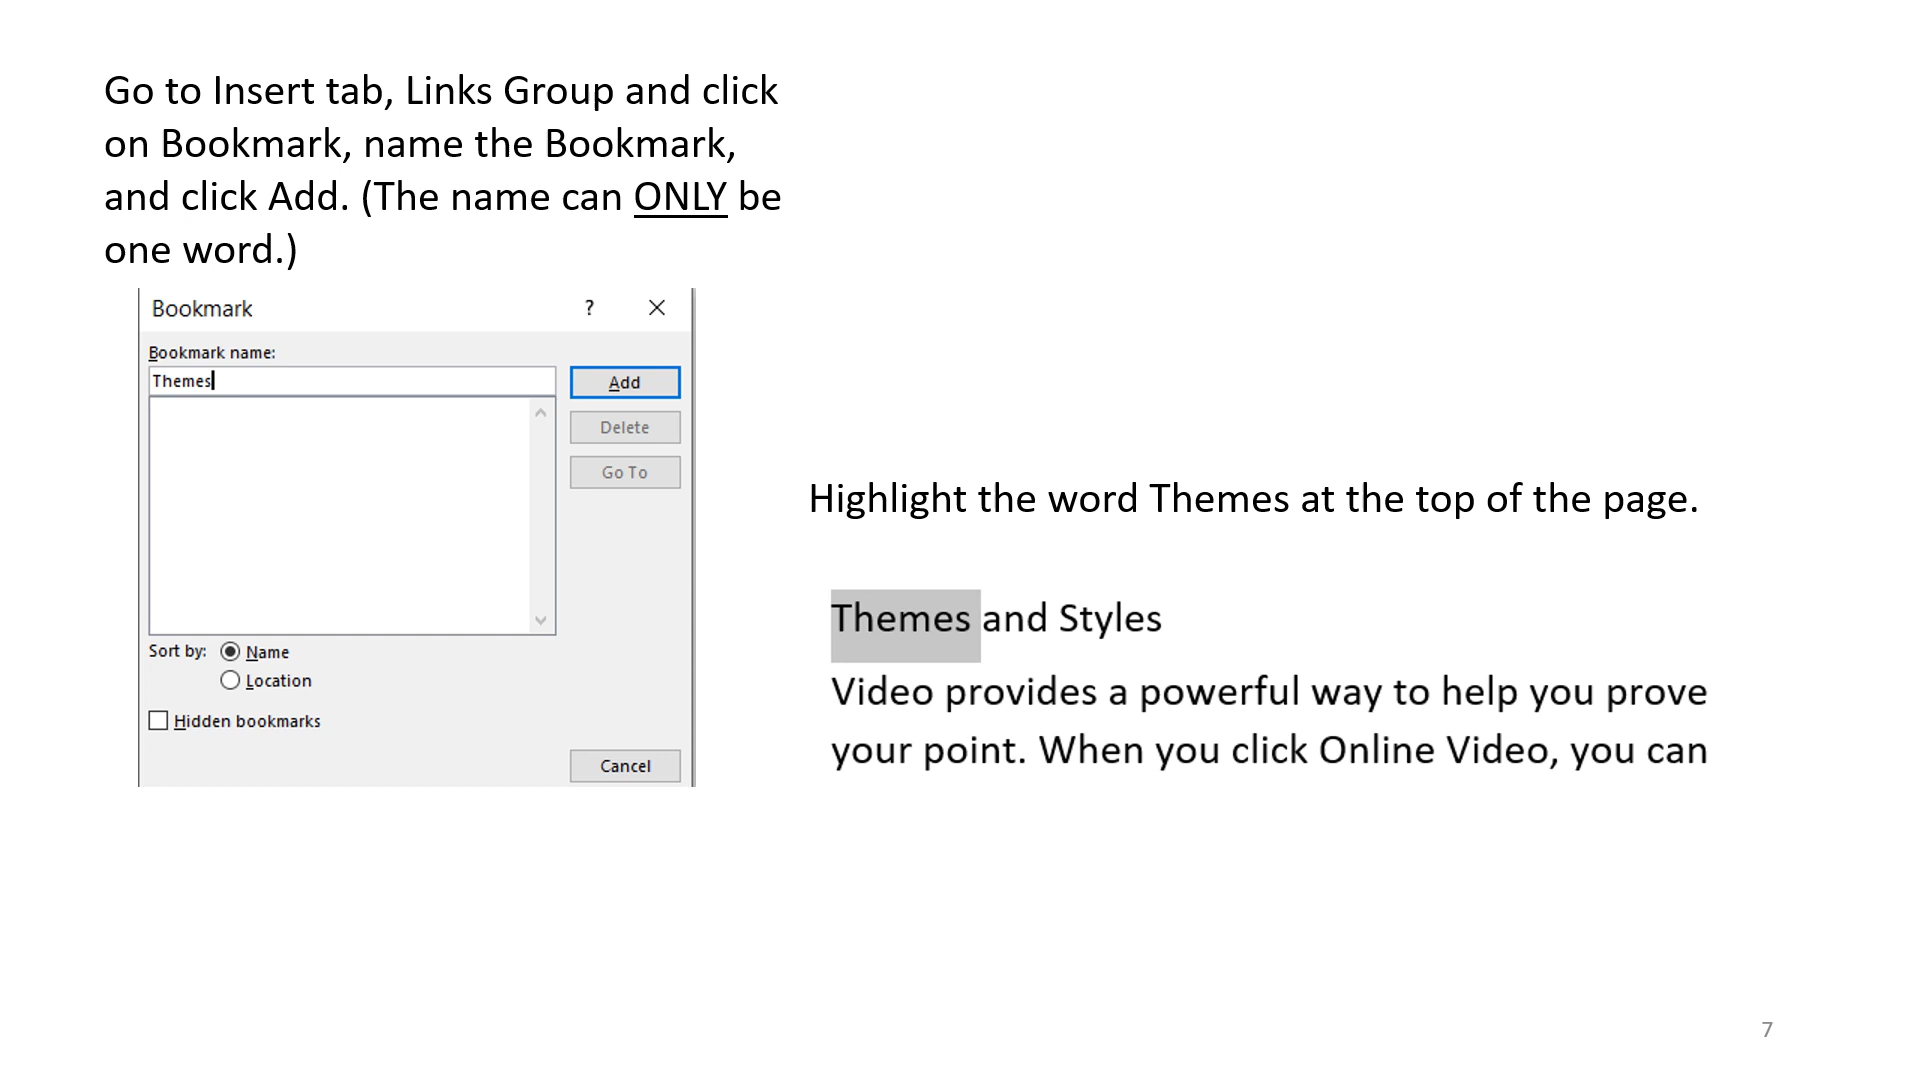 Go to Insert tab, Links Group and click
on Bookmark, name the Bookmark,
and click Add. (The name can ONLY be
one word.)
Bookmark ?
Bookmark name:
Themes
Add
Delete
Go To
Sort by: Name
Location
Hidden bookmarks
Cancel
Highlight the word Themes at the top of the page.
Themes and Styles
Video provides a powerful way to help you prove
your point. When you click Online Video, you can
7